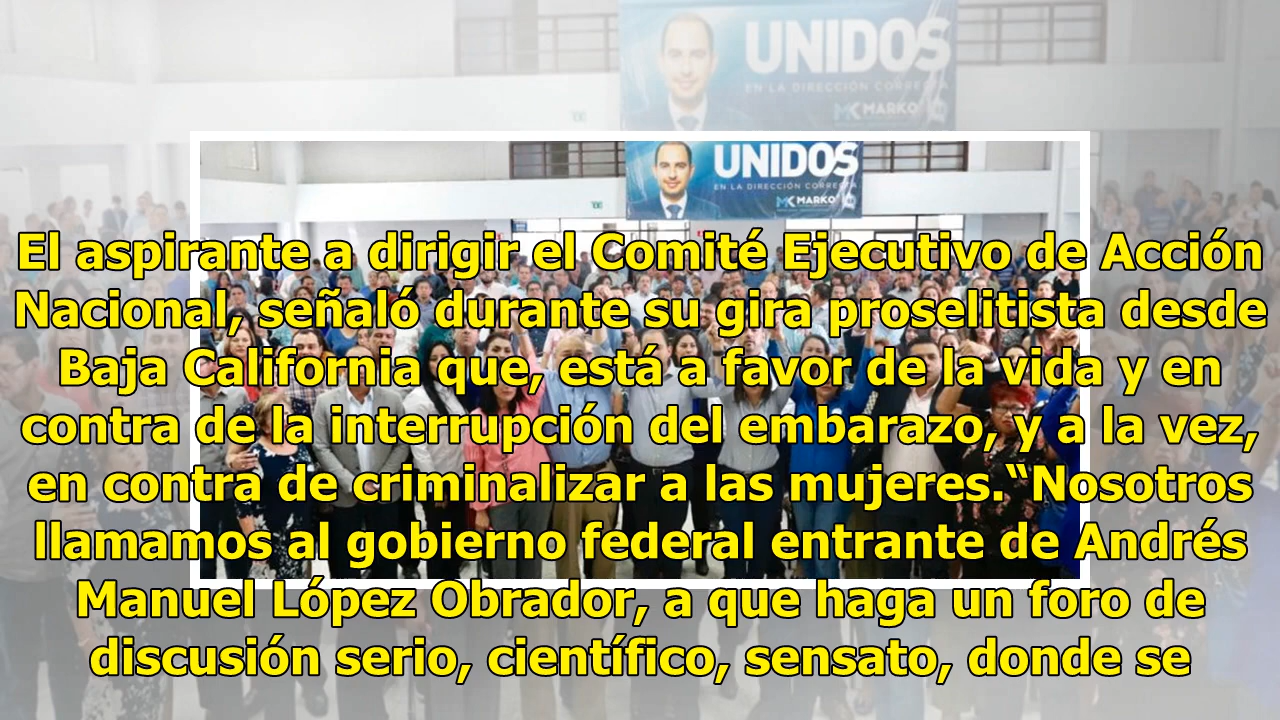 UNIDOS
EN LA DIRECCIÓN CORRECTA
MK MARKO
UNIDOS
EN LA DIRECCIÓN CORRECTA
MK MARKO
El aspirante a dirigir el Comité Ejecutivo de Acción
Nacional, señaló durante su gira proselitista desde
Baja California que, está a favor de la vida y en
contra de la interrupción del embarazo, y a la vez,
en contra de criminalizar a las mujeres.“Nosotros
llamamos al gobierno federal entrante de Andrés
Manuel López Obrador, a que haga un foro de
discusión serio, científico, sensato, donde se